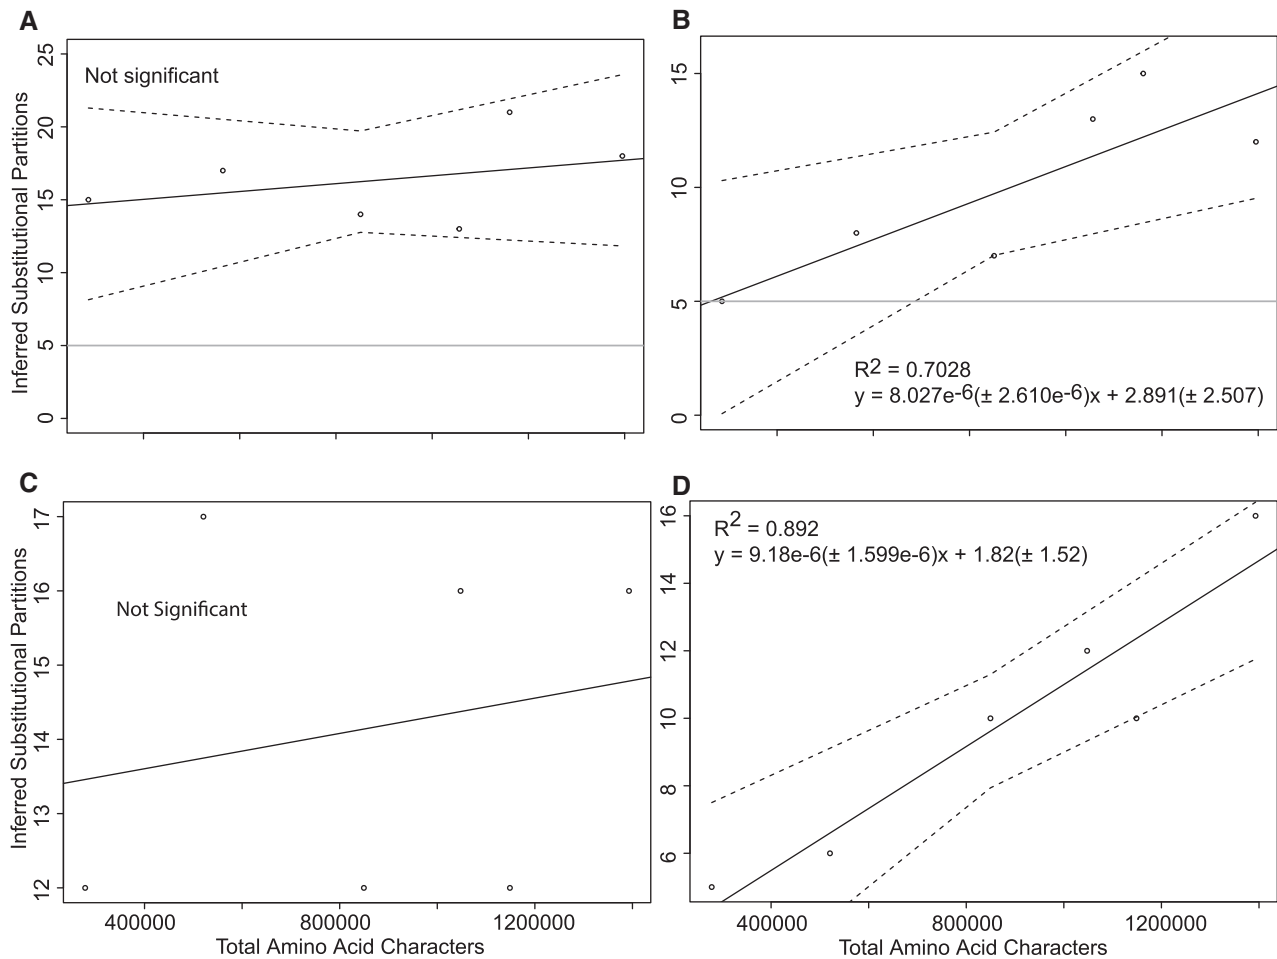 A
Inferred Substitutional Partitions
25
20
15
10
5
0
Not significant
B
15
10
5
0
R2 = 0.7028
y = 8.027e-6(± 2.610e-6)x + 2.891(± 2.507)
C
Inferred Substitutional Partitions
17
16
15
14
13
12
Not Significant
400000 800000 1200000
Total Amino Acid Characters
D
16
14
12
10
8
6
R2 = 0.892
y = 9.18e-6(± 1.599e-6)x + 1.82(± 1.52)
400000 800000 1200000
Total Amino Acid Characters